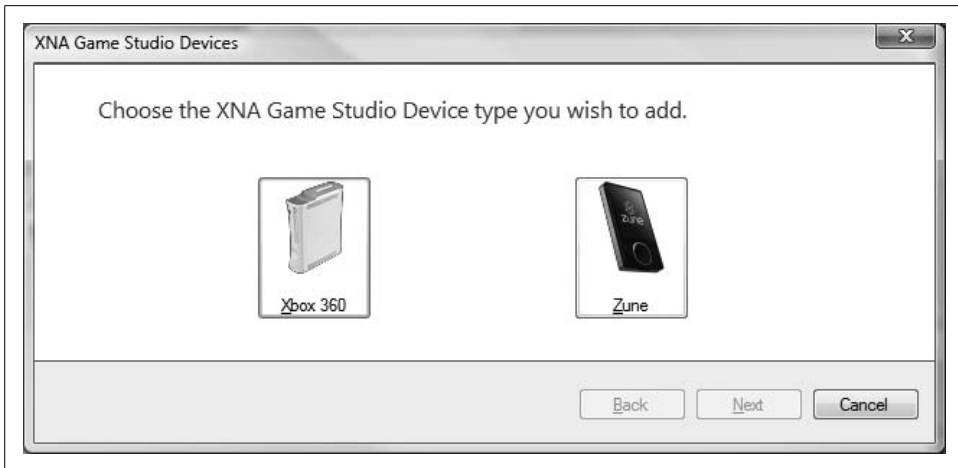 XNA Game Studio Devices
Choose the XNA Game Studio Device type you wish to add.
zune
Xbox 360
Zune
Back
Next
Cancel